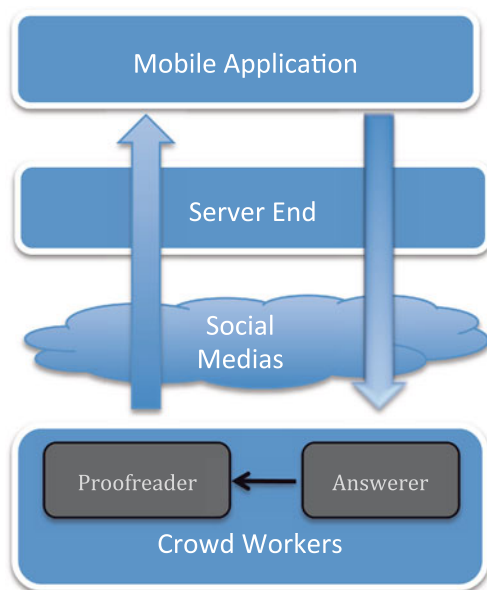 Mobile Application
Server End
Social
Medias
Proofreader
Answerer
Crowd Workers